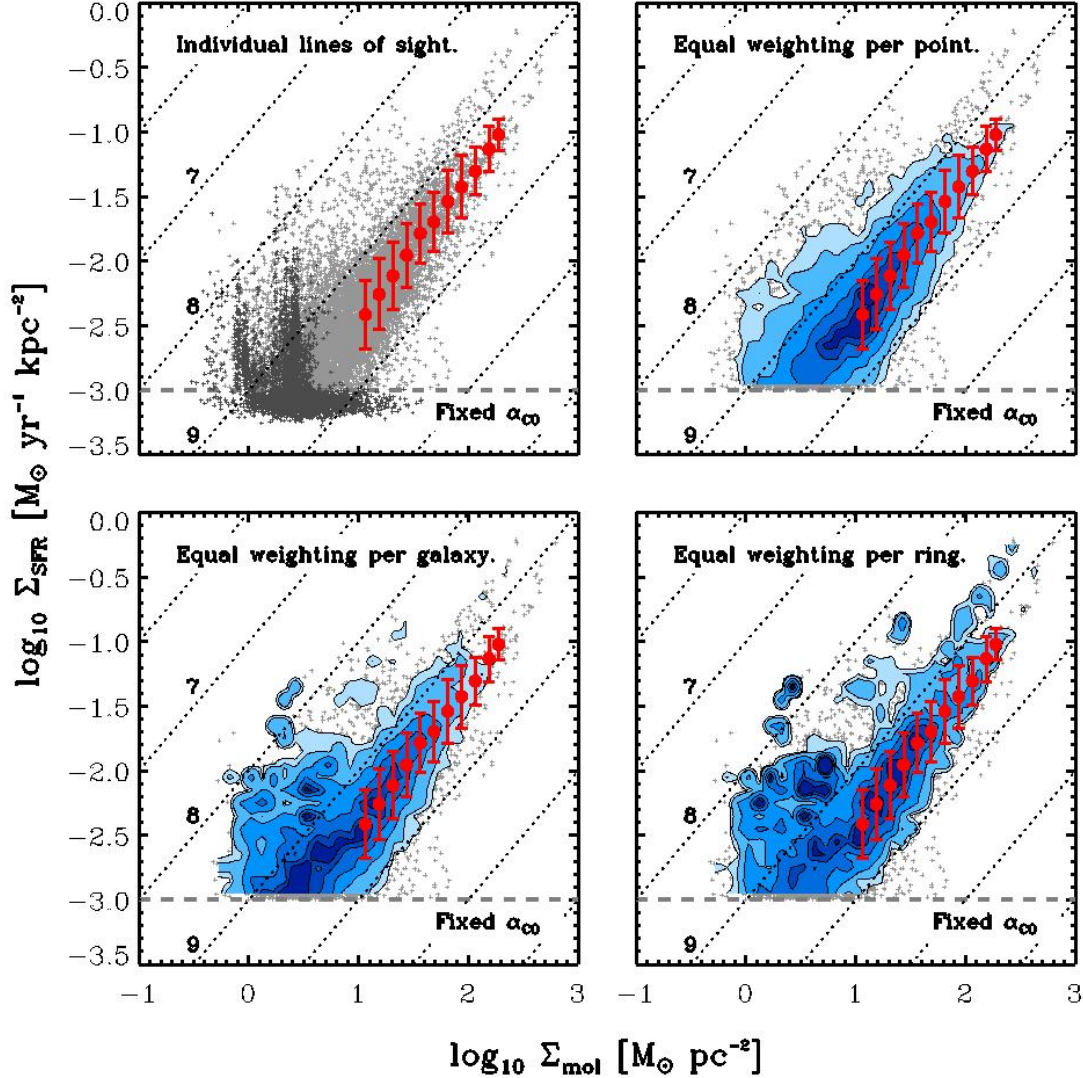 Individual lines of sight.
Equal weighting per point.
0.0
−0.5
−1.0
−1.5
−2.0
−2.5
−3.0
−3.5
7
8
9
Fixed α_CO
7
8
9
Fixed α_CO
Equal weighting per galaxy.
Equal weighting per ring.
0.0
−0.5
−1.0
−1.5
−2.0
−2.5
−3.0
−3.5
7
8
9
Fixed α_CO
7
8
9
Fixed α_CO
−1 0 1 2 3
−1 0 1 2 3
log₁₀ Σ_SFR [M☉ yr⁻¹ kpc⁻²]
log₁₀ Σ_mol [M☉ pc⁻²]